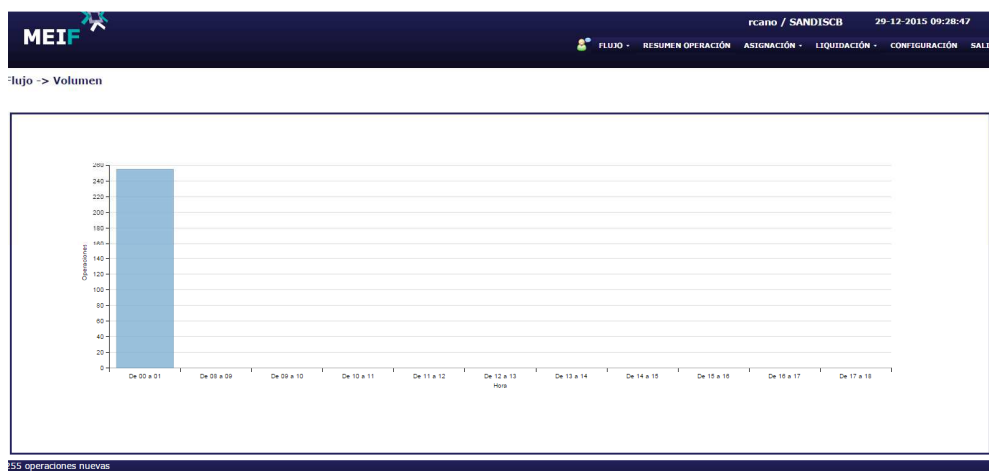 MEIF
rcano / SANDISCB 29-12-2015 09:28:47
FLUJO - RESUMEN OPERACIÓN ASIGNACIÓN - LIQUIDACIÓN - CONFIGURACIÓN SALI
Flujo -> Volumen
260
240
220
200
180
160
140
120
100
80
60
40
20
0
Operaciones
De 00 a 01 De 08 a 09 De 09 a 10 De 10 a 11 De 11 a 12 De 12 a 13 De 13 a 14 De 14 a 15 De 15 a 16 De 16 a 17 De 17 a 18
Hora
255 operaciones nuevas